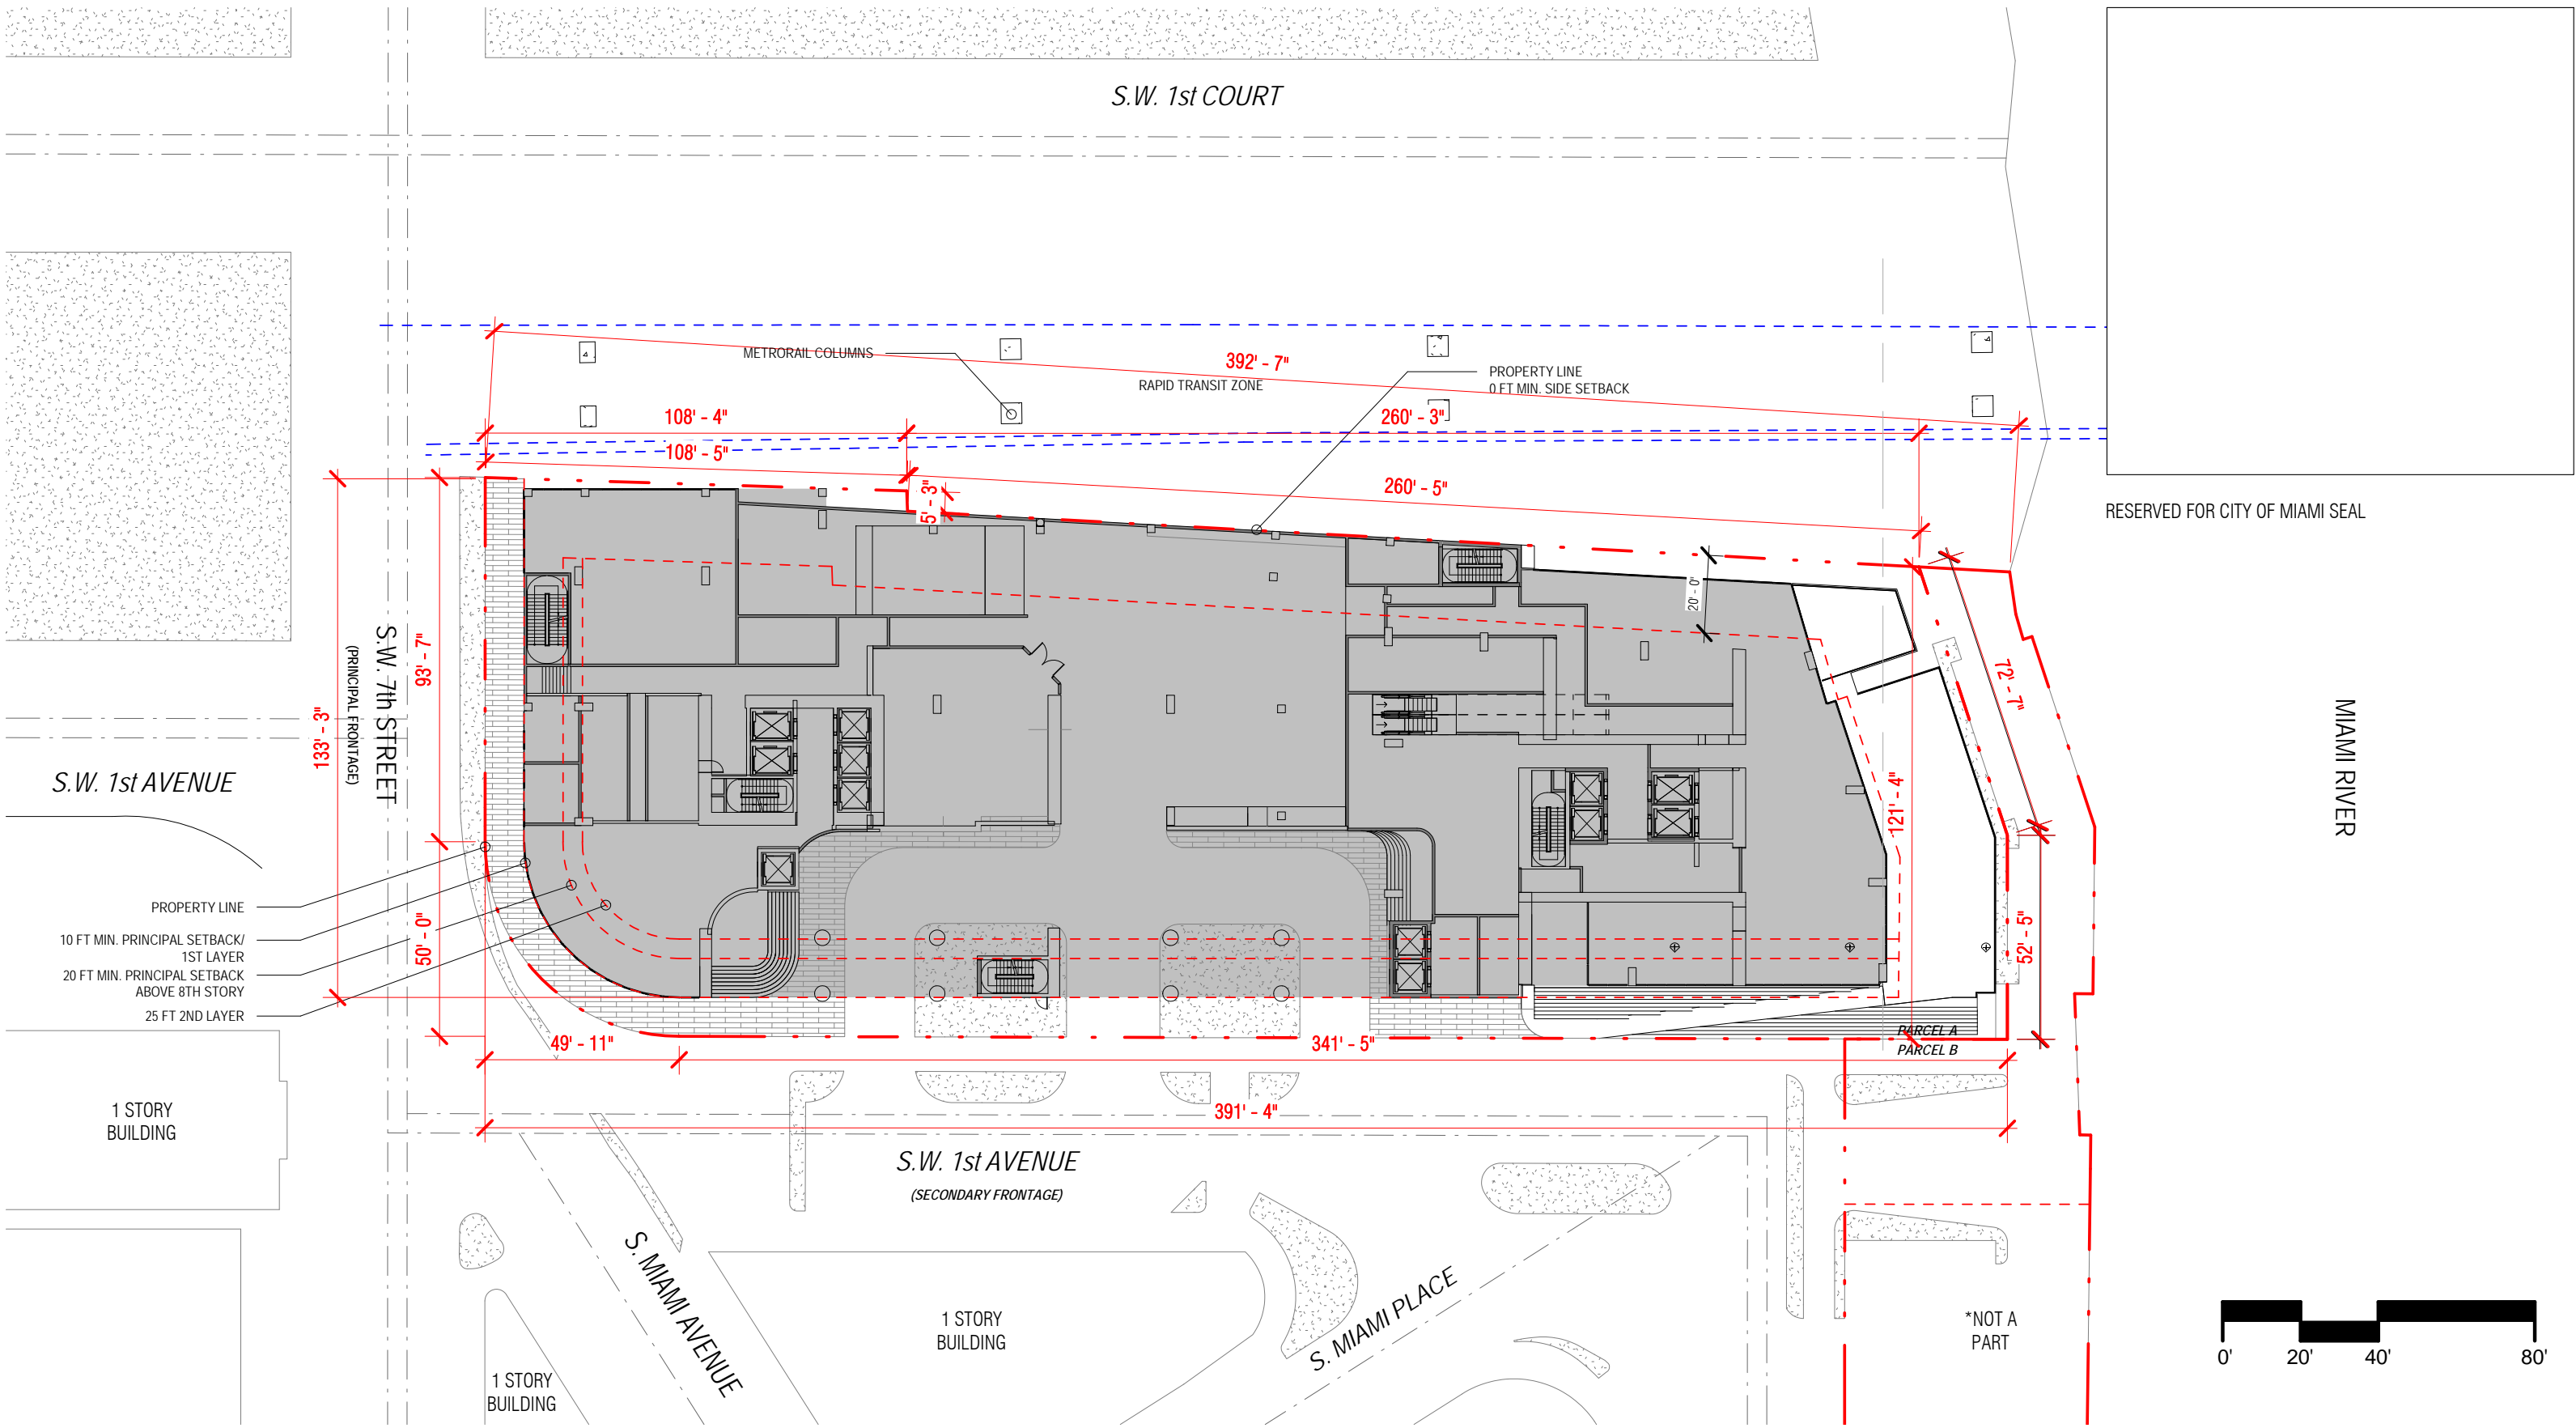 S.W. 1st COURT
METRORAIL COLUMNS
392' - 7"
RAPID TRANSIT ZONE
PROPERTY LINE
0 FT MIN. SIDE SETBACK
108' - 4"
260' - 3"
108' - 5"
260' - 5"
5' - 3"
RESERVED FOR CITY OF MIAMI SEAL
20' - 0"
72' - 7"
93' - 7"
133' - 3"
(PRINCIPAL FRONTAGE)
S.W. 7th STREET
S.W. 1st AVENUE
MIAMI RIVER
121' - 4"
52' - 5"
50' - 0"
PROPERTY LINE
10 FT MIN. PRINCIPAL SETBACK/
1ST LAYER
20 FT MIN. PRINCIPAL SETBACK
ABOVE 8TH STORY
25 FT 2ND LAYER
49' - 11"
341' - 5"
PARCEL A
PARCEL B
391' - 4"
1 STORY
BUILDING
S.W. 1st AVENUE
(SECONDARY FRONTAGE)
S. MIAMI AVENUE
S. MIAMI PLACE
1 STORY
BUILDING
1 STORY
BUILDING
*NOT A
PART
0' 20' 40' 80'